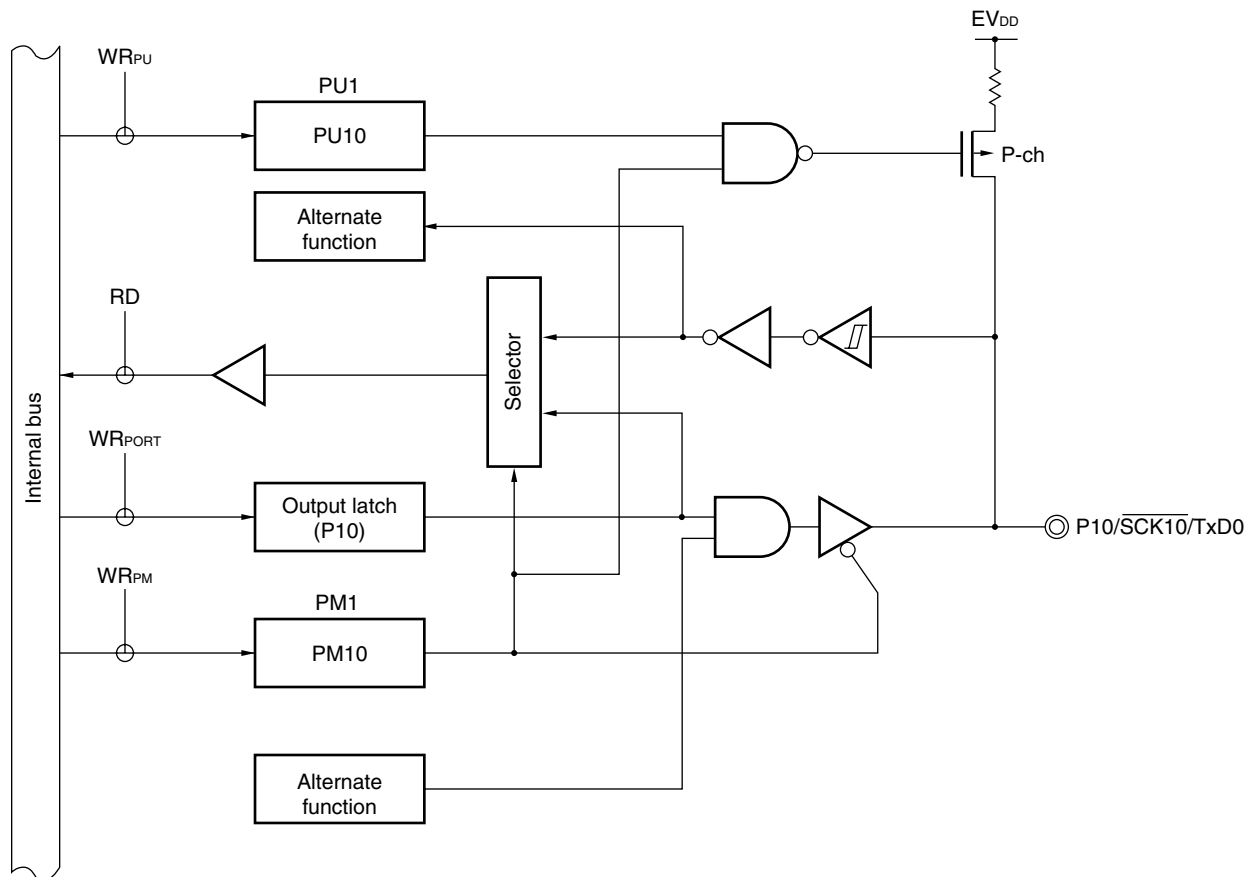 EVDD
WRPU
PU1
PU10
P-ch
Alternate
function
RD
Selector
Internal bus
WRPORT
Output latch
(P10)
P10/SCK10/TxD0
WRPM
PM1
PM10
Alternate
function